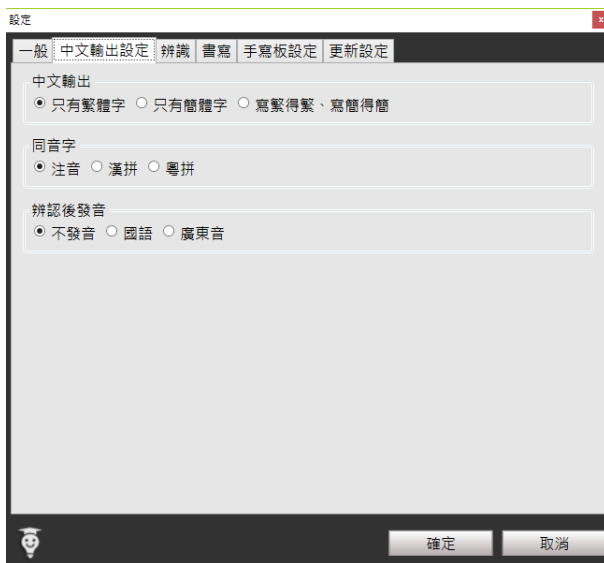 設定
一般 中文輸出設定 辨識 書寫 手寫板設定 更新設定
中文輸出
只有繁體字 只有簡體字 寫繁得繁、寫簡得簡
同音字
注音 漢拼 粵拼
辨認後發音
不發音 國語 廣東音
確定 取消